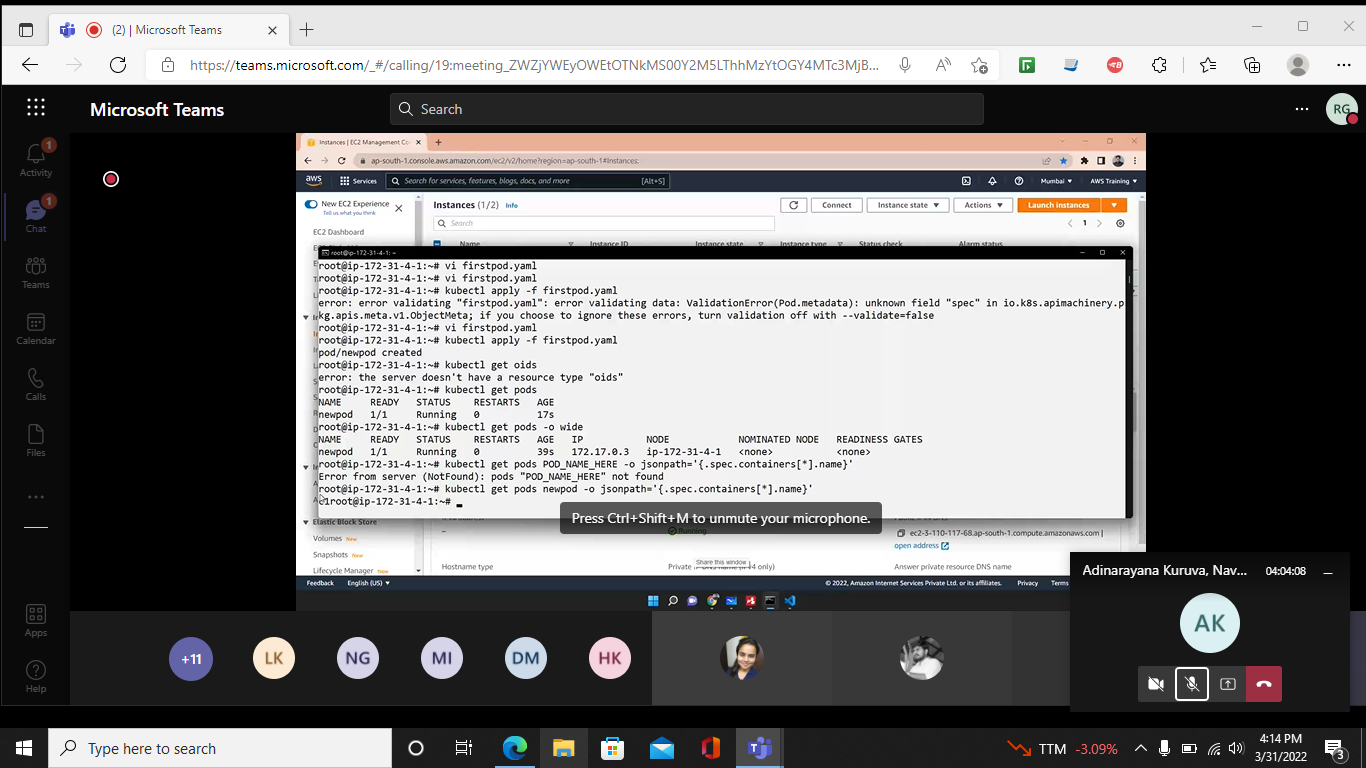 (2) | Microsoft Teams
https://teams.microsoft.com/_#/calling/19:meeting_ZWZjYWEyOWEtOTNkMS00Y2M5LThhMzYtOGY4MTc3MjB...
Microsoft Teams
Search
RG
Activity
1
Chat
1
Teams
Calendar
Calls
Files
Apps
Help
Instances | EC2 Management Co
ap-south-1.console.aws.amazon.com/ec2/v2/home?region=ap-south-1#Instances:
aws
Services
Search for services, features, blogs, docs, and more
[Alt+S]
Mumbai
AWS Training
New EC2 Experience
Tell us what you think
EC2 Dashboard
Instances (1/2) Info
Connect
Instance state
Actions
Launch instances
Search
1
Name
Instance ID
Instance state
Instance type
Status check
Alarm status
root@ip-172-31-4-1: ~
root@ip-172-31-4-1:~# vi firstpod.yaml
root@ip-172-31-4-1:~# vi firstpod.yaml
root@ip-172-31-4-1:~# kubectl apply -f firstpod.yaml
error: error validating "firstpod.yaml": error validating data: ValidationError(Pod.metadata): unknown field "spec" in io.k8s.apimachinery.p
kg.apis.meta.v1.ObjectMeta; if you choose to ignore these errors, turn validation off with --validate=false
root@ip-172-31-4-1:~# vi firstpod.yaml
root@ip-172-31-4-1:~# kubectl apply -f firstpod.yaml
pod/newpod created
root@ip-172-31-4-1:~# kubectl get oids
error: the server doesn't have a resource type "oids"
root@ip-172-31-4-1:~# kubectl get pods
NAME READY STATUS RESTARTS AGE
newpod 1/1 Running 0 17s
root@ip-172-31-4-1:~# kubectl get pods -o wide
NAME READY STATUS RESTARTS AGE IP NODE NOMINATED NODE READINESS GATES
newpod 1/1 Running 0 39s 172.17.0.3 ip-172-31-4-1 <none> <none>
root@ip-172-31-4-1:~# kubectl get pods POD_NAME_HERE -o jsonpath='{.spec.containers[*].name}'
Error from server (NotFound): pods "POD_NAME_HERE" not found
root@ip-172-31-4-1:~# kubectl get pods newpod -o jsonpath='{.spec.containers[*].name}'
c1root@ip-172-31-4-1:~#
Press Ctrl+Shift+M to unmute your microphone.
Elastic Block Store
Volumes New
Snapshots New
Lifecycle Manager New
Running
ec2-3-110-117-68.ap-south-1.compute.amazonaws.com |
open address
Hostname type
Share this window
Answer private resource DNS name
Feedback
English (US)
© 2022, Amazon Internet Services Private Ltd. or its affiliates.
Privacy
Terms
Adinarayana Kuruva, Nav...
04:04:08
AK
+11
LK
NG
MI
DM
HK
Type here to search
TTM -3.09%
4:14 PM
3/31/2022
3